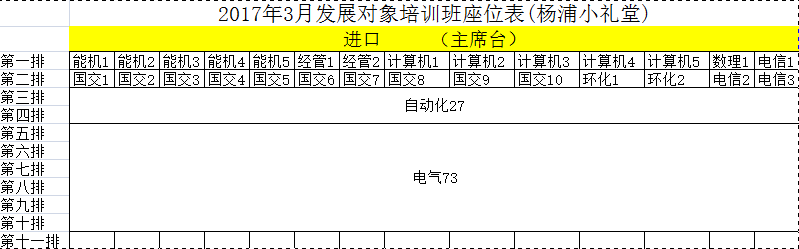 2017年3月发展对象培训班座位表(杨浦小礼堂)
进口 （主席台）
第一排 能机1 能机2 能机3 能机4 能机5 经管1 经管2 计算机1 计算机2 计算机3 计算机4 计算机5 数理1 电信1
第二排 国交1 国交2 国交3 国交4 国交5 国交6 国交7 国交8 国交9 国交10 环化1 环化2 电信2 电信3
第三排
自动化27
第四排
第五排
第六排
第七排
电气73
第八排
第九排
第十排
第十一排